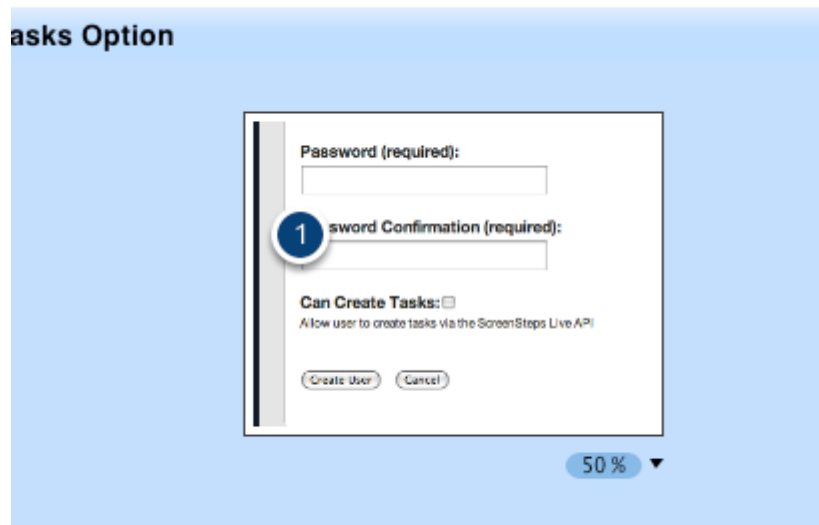 asks Option
Password (required):
1
sword Confirmation (required):
Can Create Tasks:
Allow user to create tasks via the ScreenSteps Live API
Create User Cancel
50 %